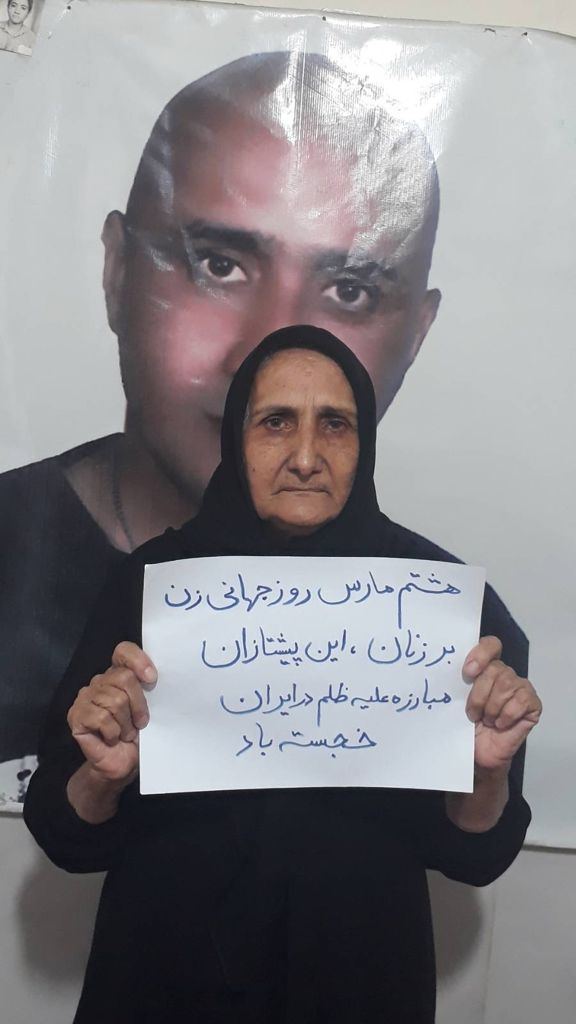 هشتم مارس روز جهانی زن
بر زنان ، این پیشتازان
مبارزه علیه ظلم در ایران
خجسته باد